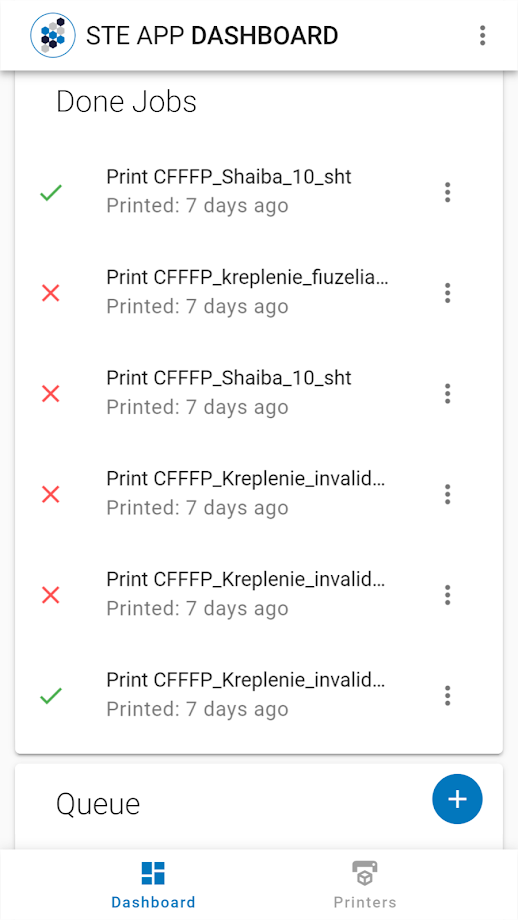 STE APP DASHBOARD
Done Jobs
Print CFFFP_Shaiba_10_sht
Printed: 7 days ago
Print CFFFP_kreplenie_fiuzelia...
Printed: 7 days ago
Print CFFFP_Shaiba_10_sht
Printed: 7 days ago
Print CFFFP_Kreplenie_invalid...
Printed: 7 days ago
Print CFFFP_Kreplenie_invalid...
Printed: 7 days ago
Print CFFFP_Kreplenie_invalid...
Printed: 7 days ago
Queue
Dashboard
Printers